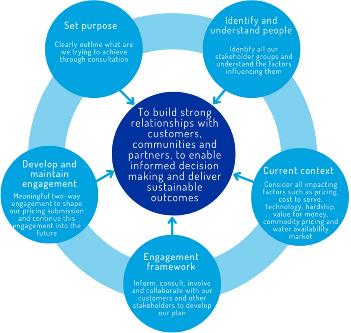 Set purpose
Clearly outline what are
we trying to achieve
through consultation
Identify and
understand people
Identify all our
stakeholder groups and
understand the factors
influencing them
To build strong
relationships with
customers,
communities and
partners, to enable
informed decision
making and deliver
sustainable
outcomes
Develop and
maintain
engagement
Meaningful two-way
engagement to shape
our pricing submission
and continue this
engagement into the
future
Current context
Consider all impacting
factors such as pricing,
cost to serve,
technology, hardship,
value for money,
commodity pricing and
water availability
market
Engagement
framework
Inform, consult, involve
and collaborate with our
customers and other
stakeholders to develop
our plan